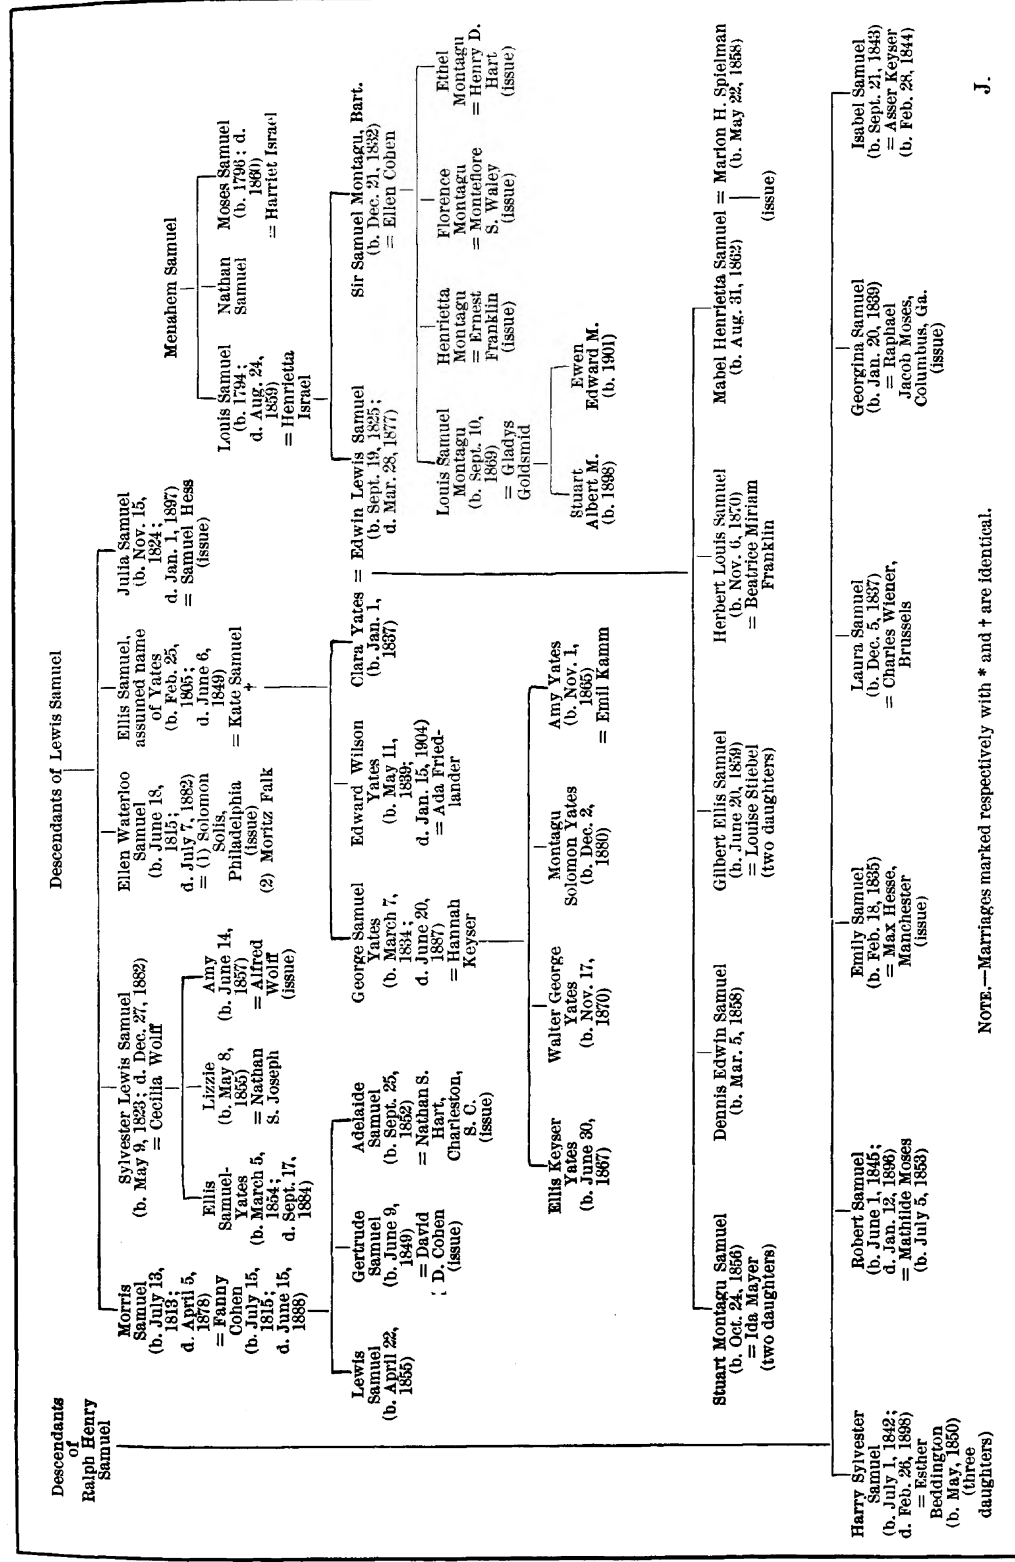 Descendants
of
Ralph Henry
Samuel
Descendants of Lewis Samuel
Morris
Samuel
(b. July 13,
1813;
d. April 5,
1878)
= Fanny
Cohen
(b. July 15,
1815;
d. June 15,
1888)
Sylvester Lewis Samuel
(b. May 9, 1823; d. Dec. 27, 1882)
= Cecilia Wolff
Ellen Waterloo
Samuel
(b. June 18,
1815;
d. July 7, 1882)
= (1) Solomon
Solis,
Philadelphia
(issue)
(2) Moritz Falk
Ellis Samuel,
assumed name
of Yates
(b. Feb. 25,
1805;
d. June 6,
1849)
= Kate Samuel
†
Julia Samuel
(b. Nov. 15,
1824;
d. Jan. 1, 1897)
= Samuel Hess
(issue)
Menahem Samuel
Louis Samuel
(b. 1794;
d. Aug. 24,
1859)
= Henrietta
Israel
Nathan
Samuel
Moses Samuel
(b. 1796; d.
1860)
= Harriet Israel
Ellis
Samuel-
Yates
(b. March 5,
1854;
d. Sept. 17,
1884)
Lizzie
(b. May 8,
1855)
= Nathan
S. Joseph
Amy
(b. June 14,
1857)
= Alfred
Wolff
(issue)
Lewis
Samuel
(b. April 22,
1855)
Gertrude
Samuel
(b. June 9,
1849)
= David
D. Cohen
(issue)
Adelaide
Samuel
(b. Sept. 25,
1852)
= Nathan S.
Hart,
Charleston,
S. C.
(issue)
George Samuel
Yates
(b. March 7,
1834;
d. June 20,
1887)
= Hannah
Keyser
Edward Wilson
Yates
(b. May 11,
1839;
d. Jan. 15, 1904)
= Ada Fried-
lander
Clara Yates = Edwin Lewis Samuel
(b. Jan. 1,
1837)
(b. Sept. 19, 1825;
d. Mar. 28, 1877)
Sir Samuel Montagu, Bart.
(b. Dec. 21, 1832)
= Ellen Cohen
Louis Samuel
Montagu
(b. Sept. 10,
1869)
= Gladys
Goldsmid
Henrietta
Montagu
= Ernest
Franklin
(issue)
Florence
Montagu
= Montefiore
S. Waley
(issue)
Ethel
Montagu
= Henry D.
Hart
(issue)
Ellis Keyser
Yates
(b. June 30,
1867)
Walter George
Yates
(b. Nov. 17,
1870)
Montagu
Solomon Yates
(b. Dec. 2,
1880)
Amy Yates
(b. Nov. 1,
1865)
= Emil Kamm
Stuart
Albert M.
(b. 1898)
Ewen
Edward M.
(b. 1901)
Stuart Montagu Samuel
(b. Oct. 24, 1856)
= Ida Mayer
(two daughters)
Dennis Edwin Samuel
(b. Mar. 5, 1858)
Gilbert Ellis Samuel
(b. June 20, 1859)
= Louise Stiebel
(two daughters)
Herbert Louis Samuel
(b. Nov. 6, 1870)
= Beatrice Miriam
Franklin
Mabel Henrietta Samuel = Marion H. Spielman
(b. Aug. 31, 1862)
(b. May 22, 1858)
(issue)
Harry Sylvester
Samuel
(b. July 1, 1842;
d. Feb. 26, 1898)
= Esther
Beddington
(b. May, 1850)
(three
daughters)
Robert Samuel
(b. June 1, 1845;
d. Jan. 12, 1896)
= Mathilde Moses
(b. July 5, 1853)
Emily Samuel
(b. Feb. 18, 1835)
= Max Hesse,
Manchester
(issue)
Laura Samuel
(b. Dec. 5, 1837)
= Charles Wiener,
Brussels
Georgina Samuel
(b. Jan. 20, 1839)
= Raphael
Jacob Moses,
Columbus, Ga.
(issue)
Isabel Samuel
(b. Sept. 21, 1843)
= Asser Keyser
(b. Feb. 28, 1844)
NOTE.—Marriages marked respectively with * and † are identical.
J.